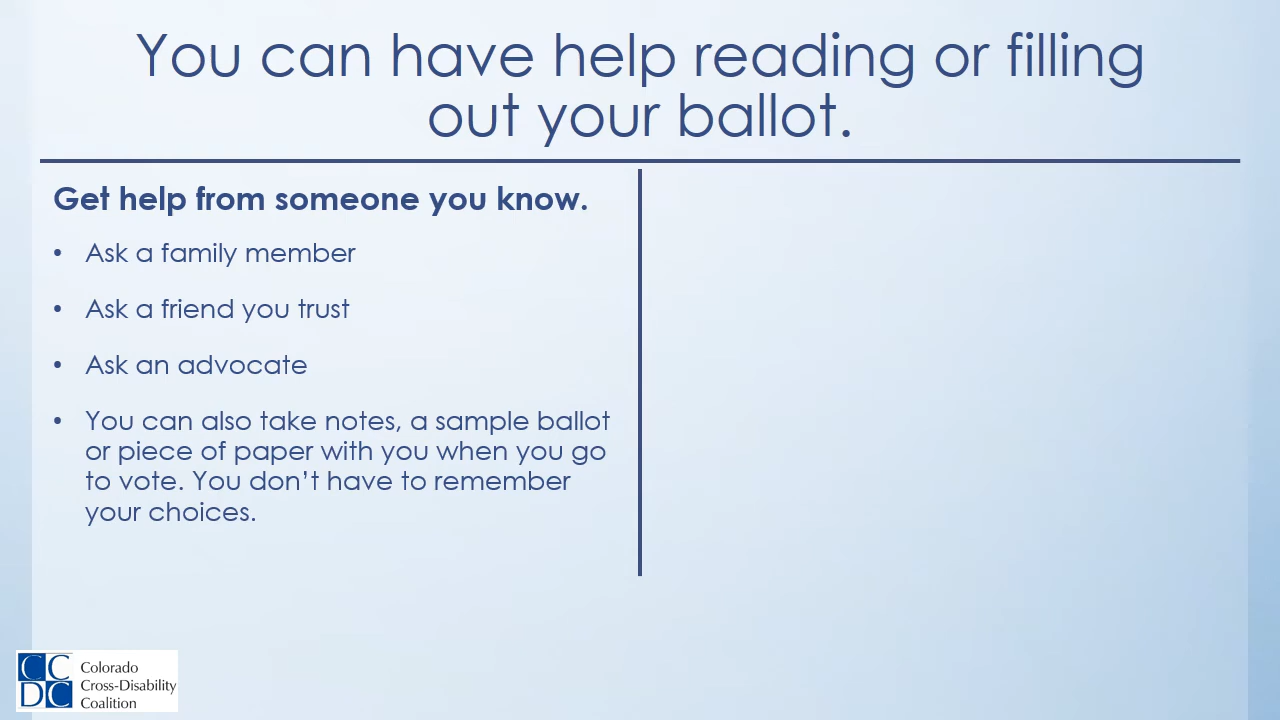 You can have help reading or filling
out your ballot.
Get help from someone you know.
• Ask a family member
• Ask a friend you trust
• Ask an advocate
• You can also take notes, a sample ballot
or piece of paper with you when you go
to vote. You don’t have to remember
your choices.
CC
DC
Colorado
Cross-Disability
Coalition